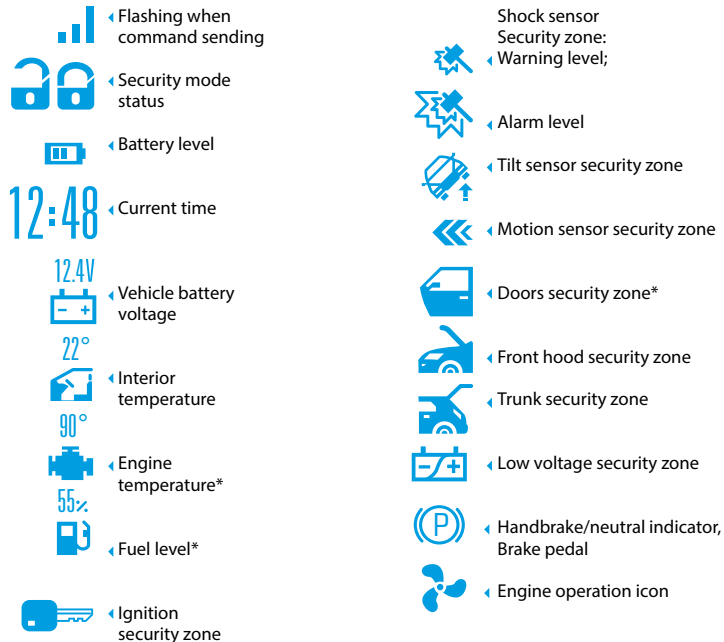 Flashing when
command sending
Security mode
status
Battery level
12:48
Current time
12.4V
Vehicle battery
voltage
22°
Interior
temperature
90°
Engine
temperature*
55%
Fuel level*
Ignition
security zone
Shock sensor
Security zone:
Warning level;
Alarm level
Tilt sensor security zone
Motion sensor security zone
Doors security zone*
Front hood security zone
Trunk security zone
Low voltage security zone
P
Handbrake/neutral indicator,
Brake pedal
Engine operation icon